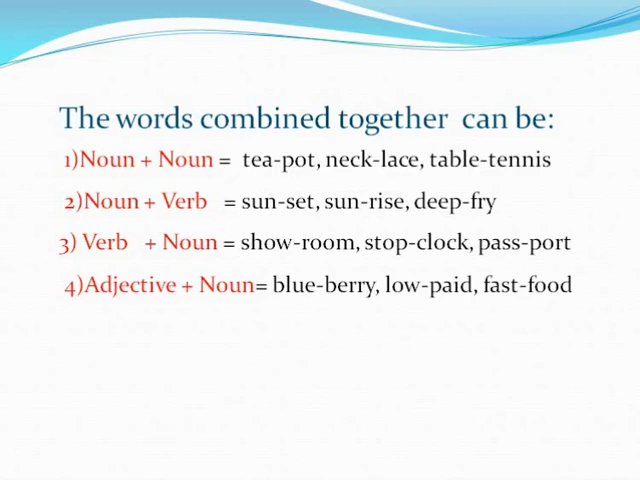 The words combined together can be:
1)Noun + Noun = tea-pot, neck-lace, table-tennis
2)Noun + Verb = sun-set, sun-rise, deep-fry
3) Verb + Noun = show-room, stop-clock, pass-port
4)Adjective + Noun= blue-berry, low-paid, fast-food